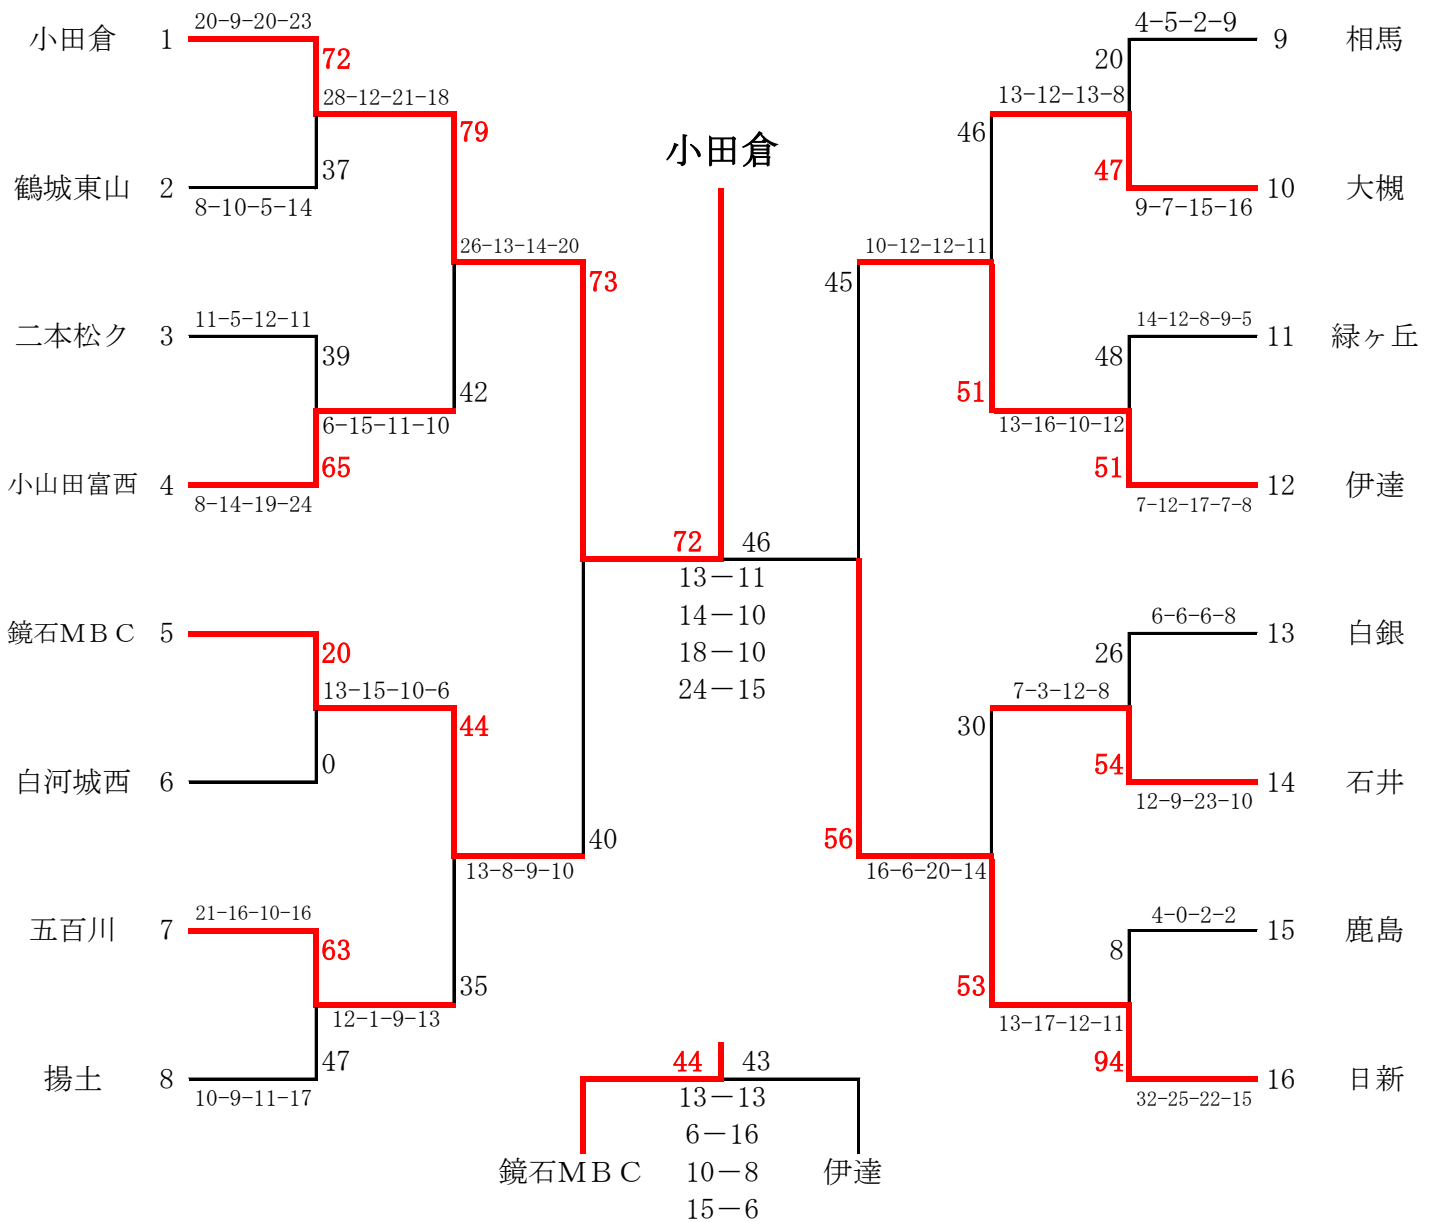 小田倉 1 20-9-20-23
72
28-12-21-18
79
37
鶴城東山 2 8-10-5-14
26-13-14-20
73
二本松ク 3 11-5-12-11
39
42
6-15-11-10
65
小山田富西 4 8-14-19-24
鏡石ＭＢＣ 5
20
13-15-10-6
44
0
白河城西 6
40
13-8-9-10
五百川 7 21-16-10-16
63
35
12-1-9-13
47
揚土 8 10-9-11-17
小田倉
72 46
13－11
14－10
18－10
24－15
4-5-2-9 9 相馬
20
13-12-13-8
46
47
9-7-15-16 10 大槻
10-12-12-11
45
14-12-8-9-5 11 緑ヶ丘
48
51
13-16-10-12
51
7-12-17-7-8 12 伊達
6-6-6-8 13 白銀
26
7-3-12-8
30
54
12-9-23-10 14 石井
56
16-6-20-14
4-0-2-2 15 鹿島
8
53
13-17-12-11
94
32-25-22-15 16 日新
44 43
13－13
6－16
10－8
15－6
鏡石ＭＢＣ 伊達